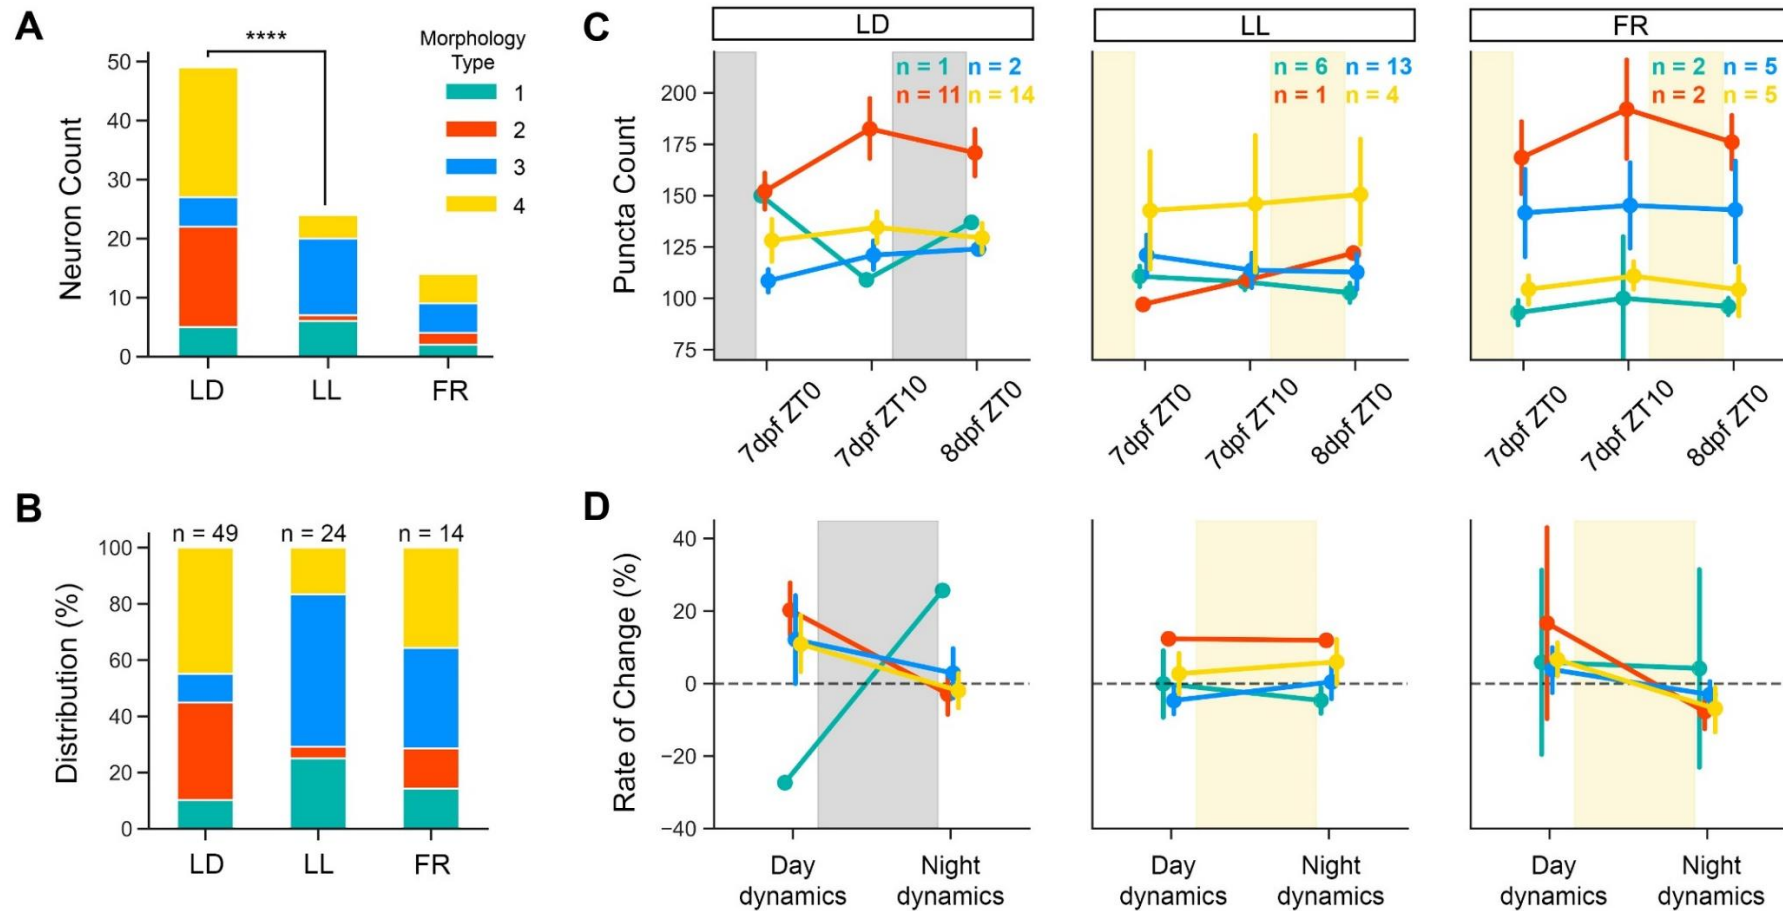 A
****
Morphology
Type
1
2
3
4
Neuron Count
50
40
30
20
10
0
LD
LL
FR
B
n = 49
n = 24
n = 14
Distribution (%)
100
80
60
40
20
0
LD
LL
FR
C
LD
LL
FR
n = 1 n = 2
n = 11 n = 14
n = 6 n = 13
n = 1 n = 4
n = 2 n = 5
n = 2 n = 5
Puncta Count
200
175
150
125
100
75
7dpf ZT0
7dpf ZT10
8dpf ZT0
7dpf ZT0
7dpf ZT10
8dpf ZT0
7dpf ZT0
7dpf ZT10
8dpf ZT0
D
Rate of Change (%)
40
20
0
−20
−40
Day
dynamics
Night
dynamics
Day
dynamics
Night
dynamics
Day
dynamics
Night
dynamics